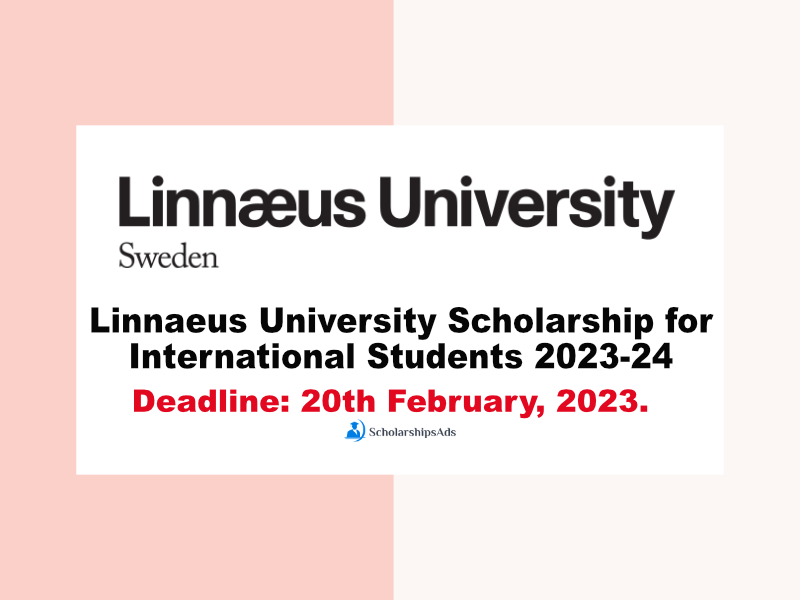 Linnæus University
Sweden
Linnaeus University Scholarship for
International Students 2023-24
Deadline: 20th February, 2023.
ScholarshipsAds